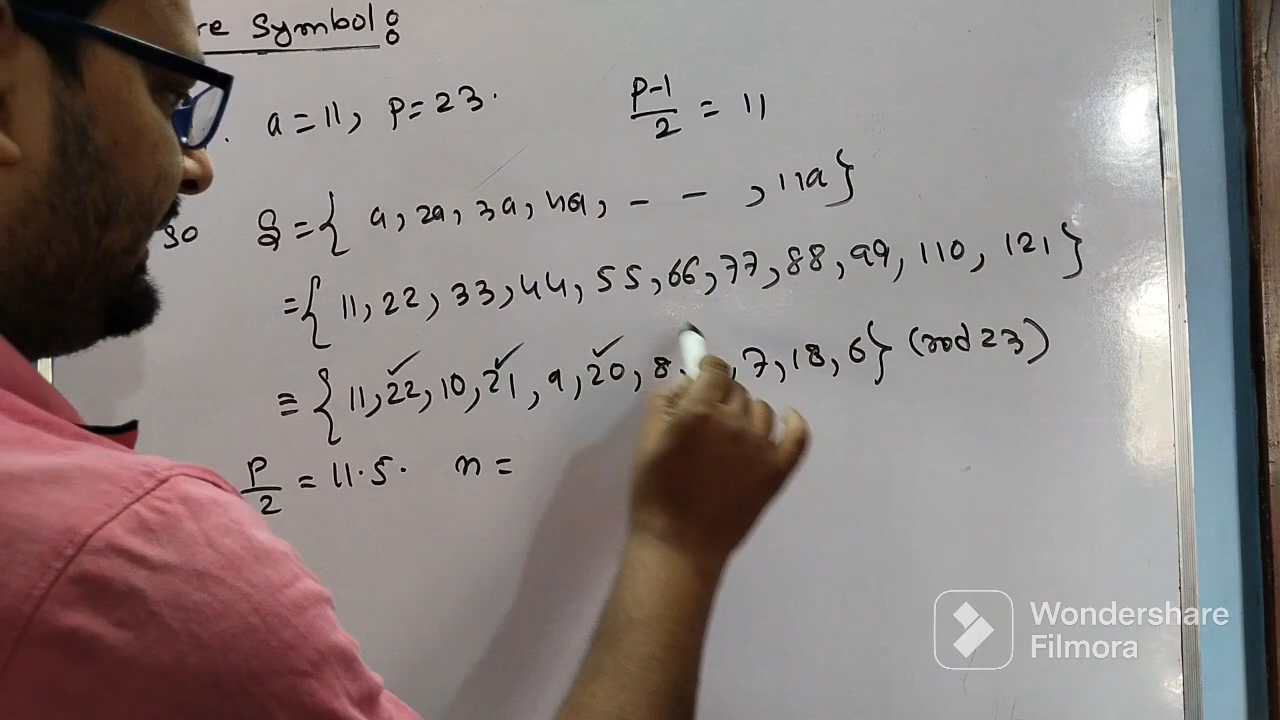 re Symbol:
a = 11, P = 23.
P-1/2 = 11
so S = { a, 2a, 3a, 4a, - - , 11a }
= { 11, 22, 33, 44, 55, 66, 77, 88, 99, 110, 121 }
≡ { 11, 22, 10, 21, 9, 20, 8, , 7, 18, 6 } (mod 23)
P/2 = 11.5. n =
Wondershare
Filmora